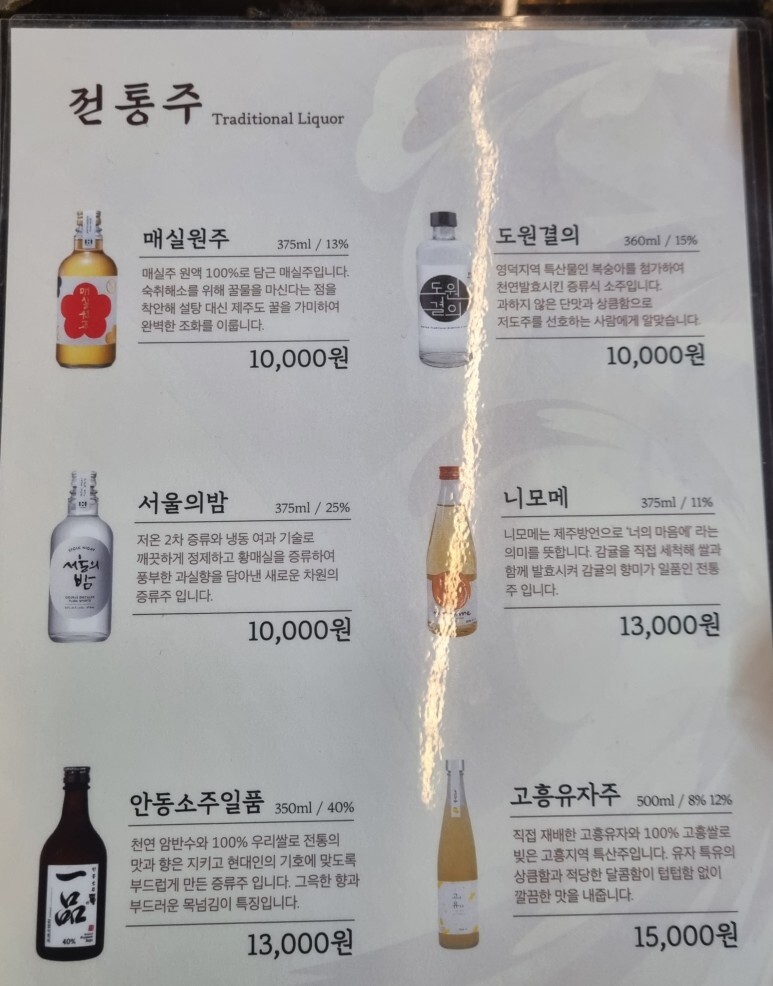 전통주 Traditional Liquor
매실원주 375ml / 13%
매실주 원액 100%로 담근 매실주입니다.
숙취해소를 위해 꿀물을 마신다는 점을
착안해 설탕 대신 제주도 꿀을 가미하여
완벽한 조화를 이룹니다.
10,000원
도원결의 360ml / 15%
영덕지역 특산물인 복숭아를 첨가하여
천연발효시킨 증류식 소주입니다.
과하지 않은 단맛과 상큼함으로
저도주를 선호하는 사람에게 알맞습니다.
10,000원
도원
결의
서울의밤 375ml / 25%
저온 2차 증류와 냉동 여과 기술로
깨끗하게 정제하고 황매실을 증류하여
풍부한 과실향을 담아낸 새로운 차원의
증류주 입니다.
10,000원
서울의
밤
니모메 375ml / 11%
니모메는 제주방언으로 '너의 마음에' 라는
의미를 뜻합니다. 감귤을 직접 세척해 쌀과
함께 발효시켜 감귤의 향미가 일품인 전통
주 입니다.
13,000원
안동소주일품 350ml / 40%
천연 암반수와 100% 우리쌀로 전통의
맛과 향은 지키고 현대인의 기호에 맞도록
부드럽게 만든 증류주 입니다. 그윽한 향과
부드러운 목넘김이 특징입니다.
13,000원
一品
40%
고흥유자주 500ml / 8% 12%
직접 재배한 고흥유자와 100% 고흥쌀로
빚은 고흥지역 특산주입니다. 유자 특유의
상큼함과 적당한 달콤함이 텁텁함 없이
깔끔한 맛을 내줍니다.
15,000원